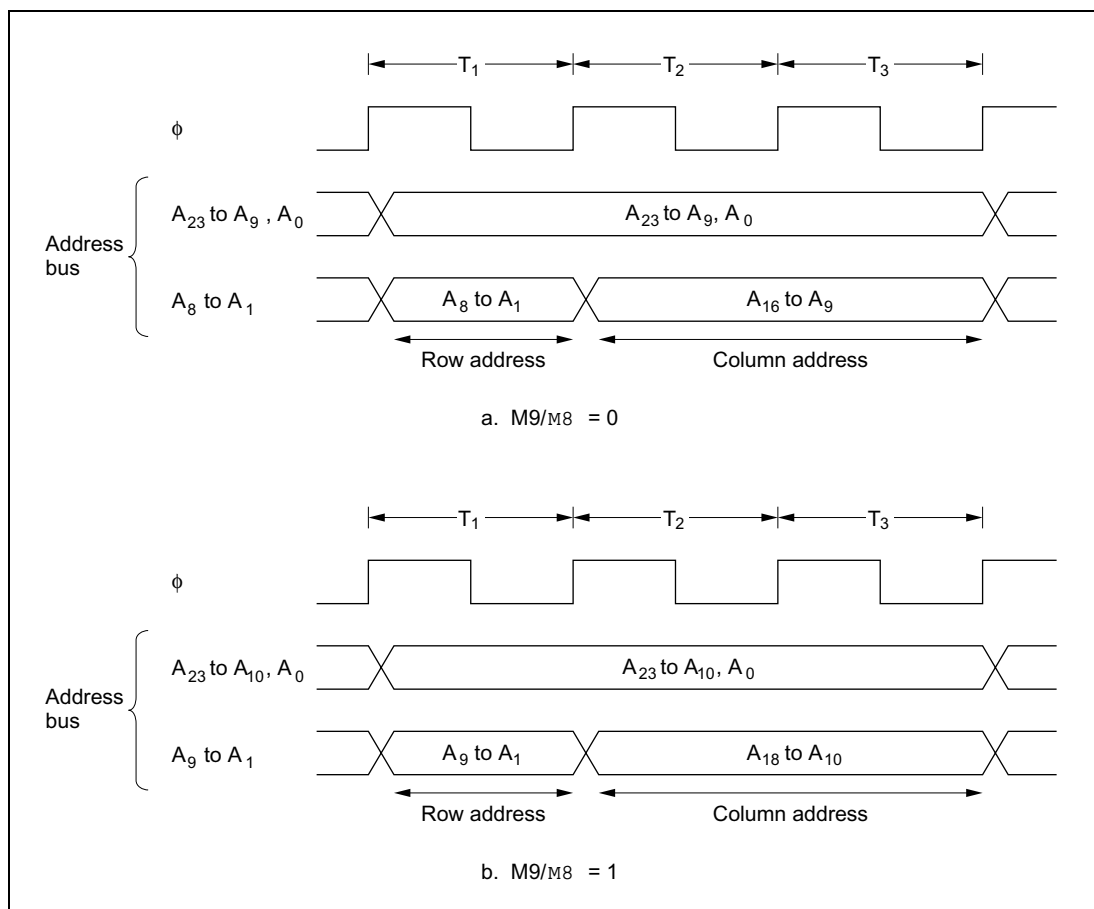 T1 T2 T3
ϕ
Address bus
A23 to A9 , A0
A23 to A9, A0
A8 to A1
A8 to A1
A16 to A9
Row address
Column address
a. M9/M8 = 0
T1 T2 T3
ϕ
Address bus
A23 to A10, A0
A23 to A10, A0
A9 to A1
A9 to A1
A18 to A10
Row address
Column address
b. M9/M8 = 1